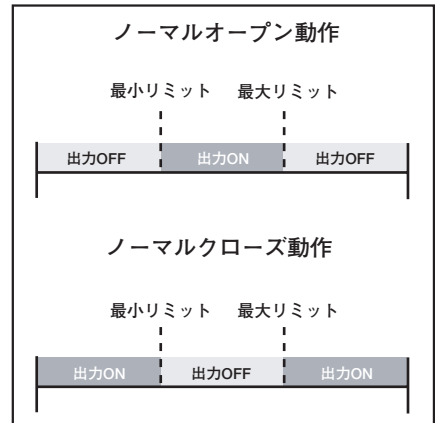 ノーマルオープン動作
最小リミット 最大リミット
出力OFF 出力ON 出力OFF
ノーマルクローズ動作
最小リミット 最大リミット
出力ON 出力OFF 出力ON